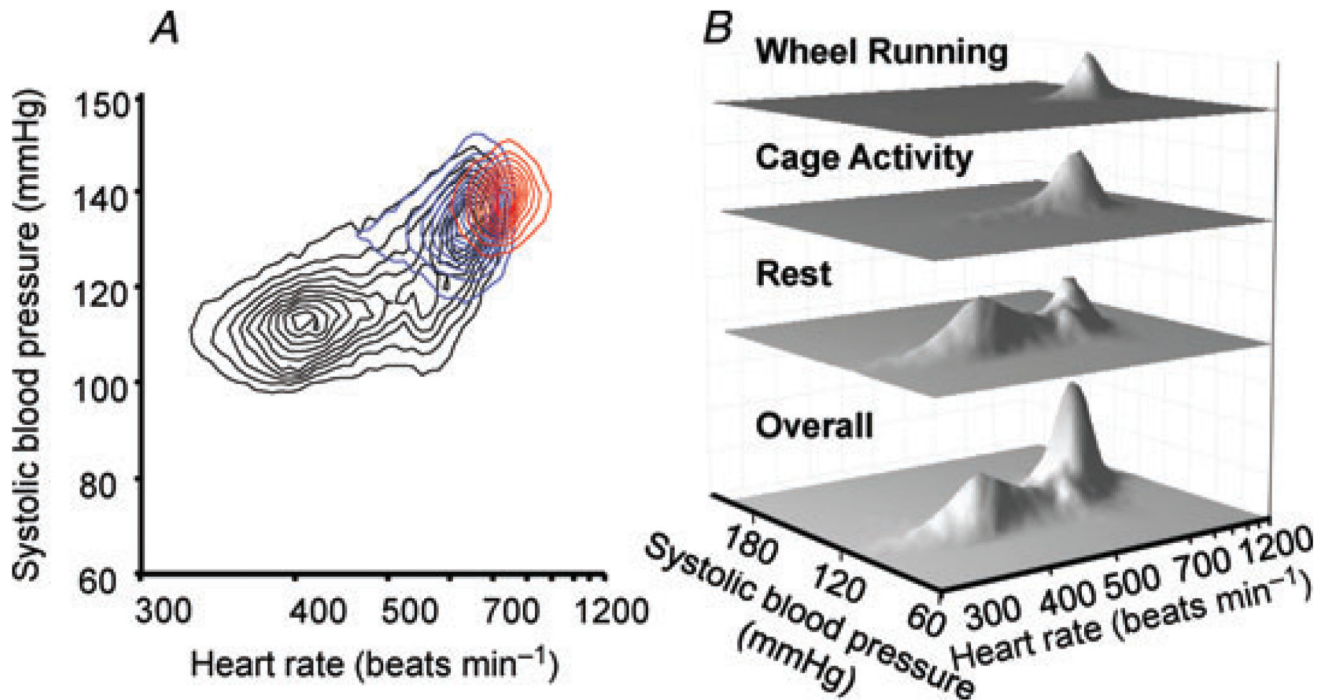 A
B
Systolic blood pressure (mmHg)
150
140
120
100
80
60
300 400 500 700 1200
Heart rate (beats min⁻¹)
Wheel Running
Cage Activity
Rest
Overall
180
120
60
Systolic blood pressure
(mmHg)
300 400 500 700 1200
Heart rate (beats min⁻¹)